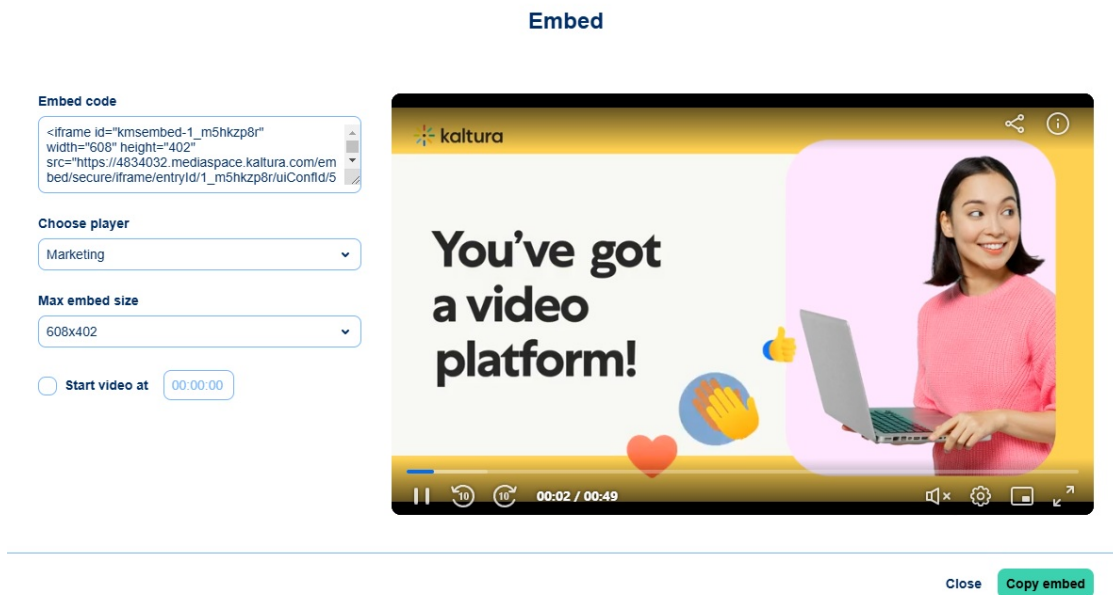 Embed
Embed code
<iframe id="kmsembed-1_m5hkzp8r"
width="608" height="402"
src="https://4834032.mediaspace.kaltura.com/em
bed/secure/iframe/entryId/1_m5hkzp8r/uiConfId/5
Choose player
Marketing
Max embed size
608x402
Start video at 00:00:00
kaltura
You've got
a video
platform!
10 10 00:02 / 00:49
Close Copy embed